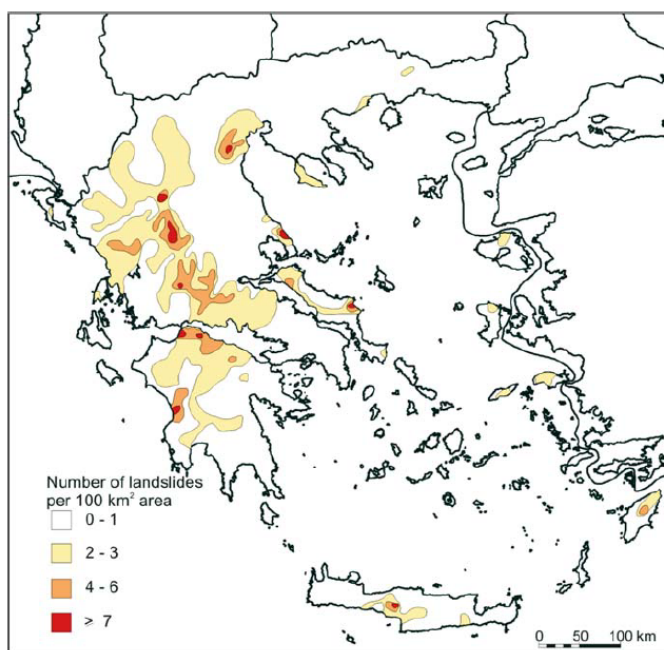 Number of landslides
per 100 km² area
0 - 1
2 - 3
4 - 6
≥ 7
0 50 100 km